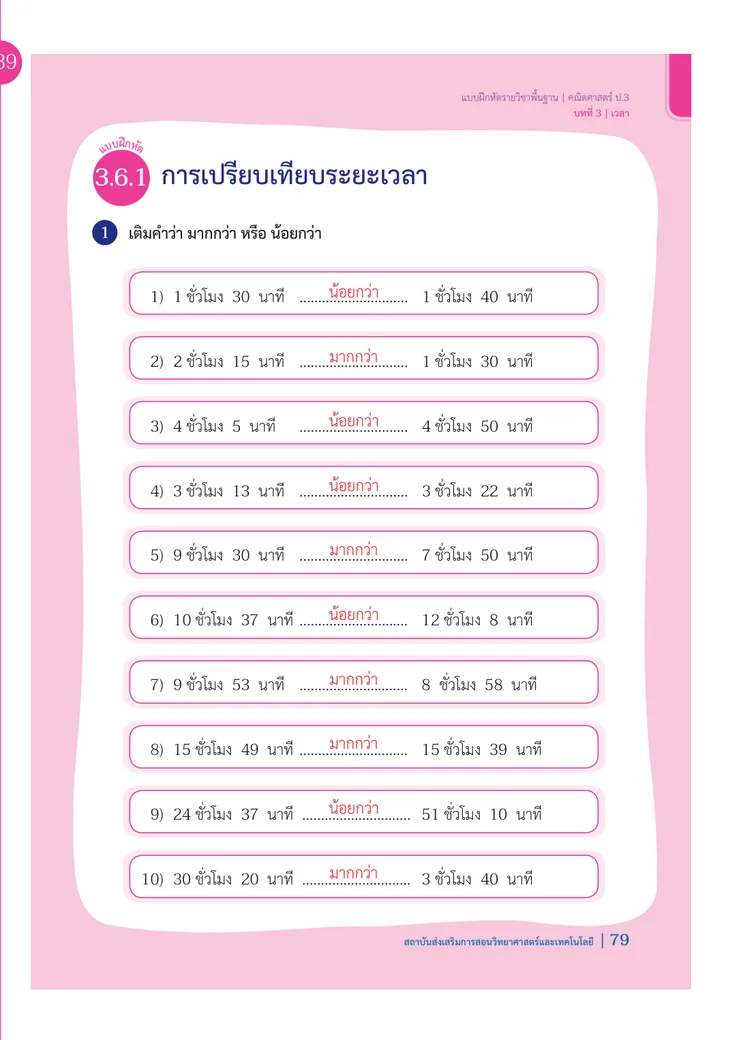 39
แบบฝึกหัดรายวิชาพื้นฐาน | คณิตศาสตร์ ป.3
บทที่ 3 | เวลา
แบบฝึกหัด
3.6.1 การเปรียบเทียบระยะเวลา
1 เติมคำว่า มากกว่า หรือ น้อยกว่า
1) 1 ชั่วโมง 30 นาที น้อยกว่า 1 ชั่วโมง 40 นาที
2) 2 ชั่วโมง 15 นาที มากกว่า 1 ชั่วโมง 30 นาที
3) 4 ชั่วโมง 5 นาที น้อยกว่า 4 ชั่วโมง 50 นาที
4) 3 ชั่วโมง 13 นาที น้อยกว่า 3 ชั่วโมง 22 นาที
5) 9 ชั่วโมง 30 นาที มากกว่า 7 ชั่วโมง 50 นาที
6) 10 ชั่วโมง 37 นาที น้อยกว่า 12 ชั่วโมง 8 นาที
7) 9 ชั่วโมง 53 นาที มากกว่า 8 ชั่วโมง 58 นาที
8) 15 ชั่วโมง 49 นาที มากกว่า 15 ชั่วโมง 39 นาที
9) 24 ชั่วโมง 37 นาที น้อยกว่า 51 ชั่วโมง 10 นาที
10) 30 ชั่วโมง 20 นาที มากกว่า 3 ชั่วโมง 40 นาที
สถาบันส่งเสริมการสอนวิทยาศาสตร์และเทคโนโลยี | 79